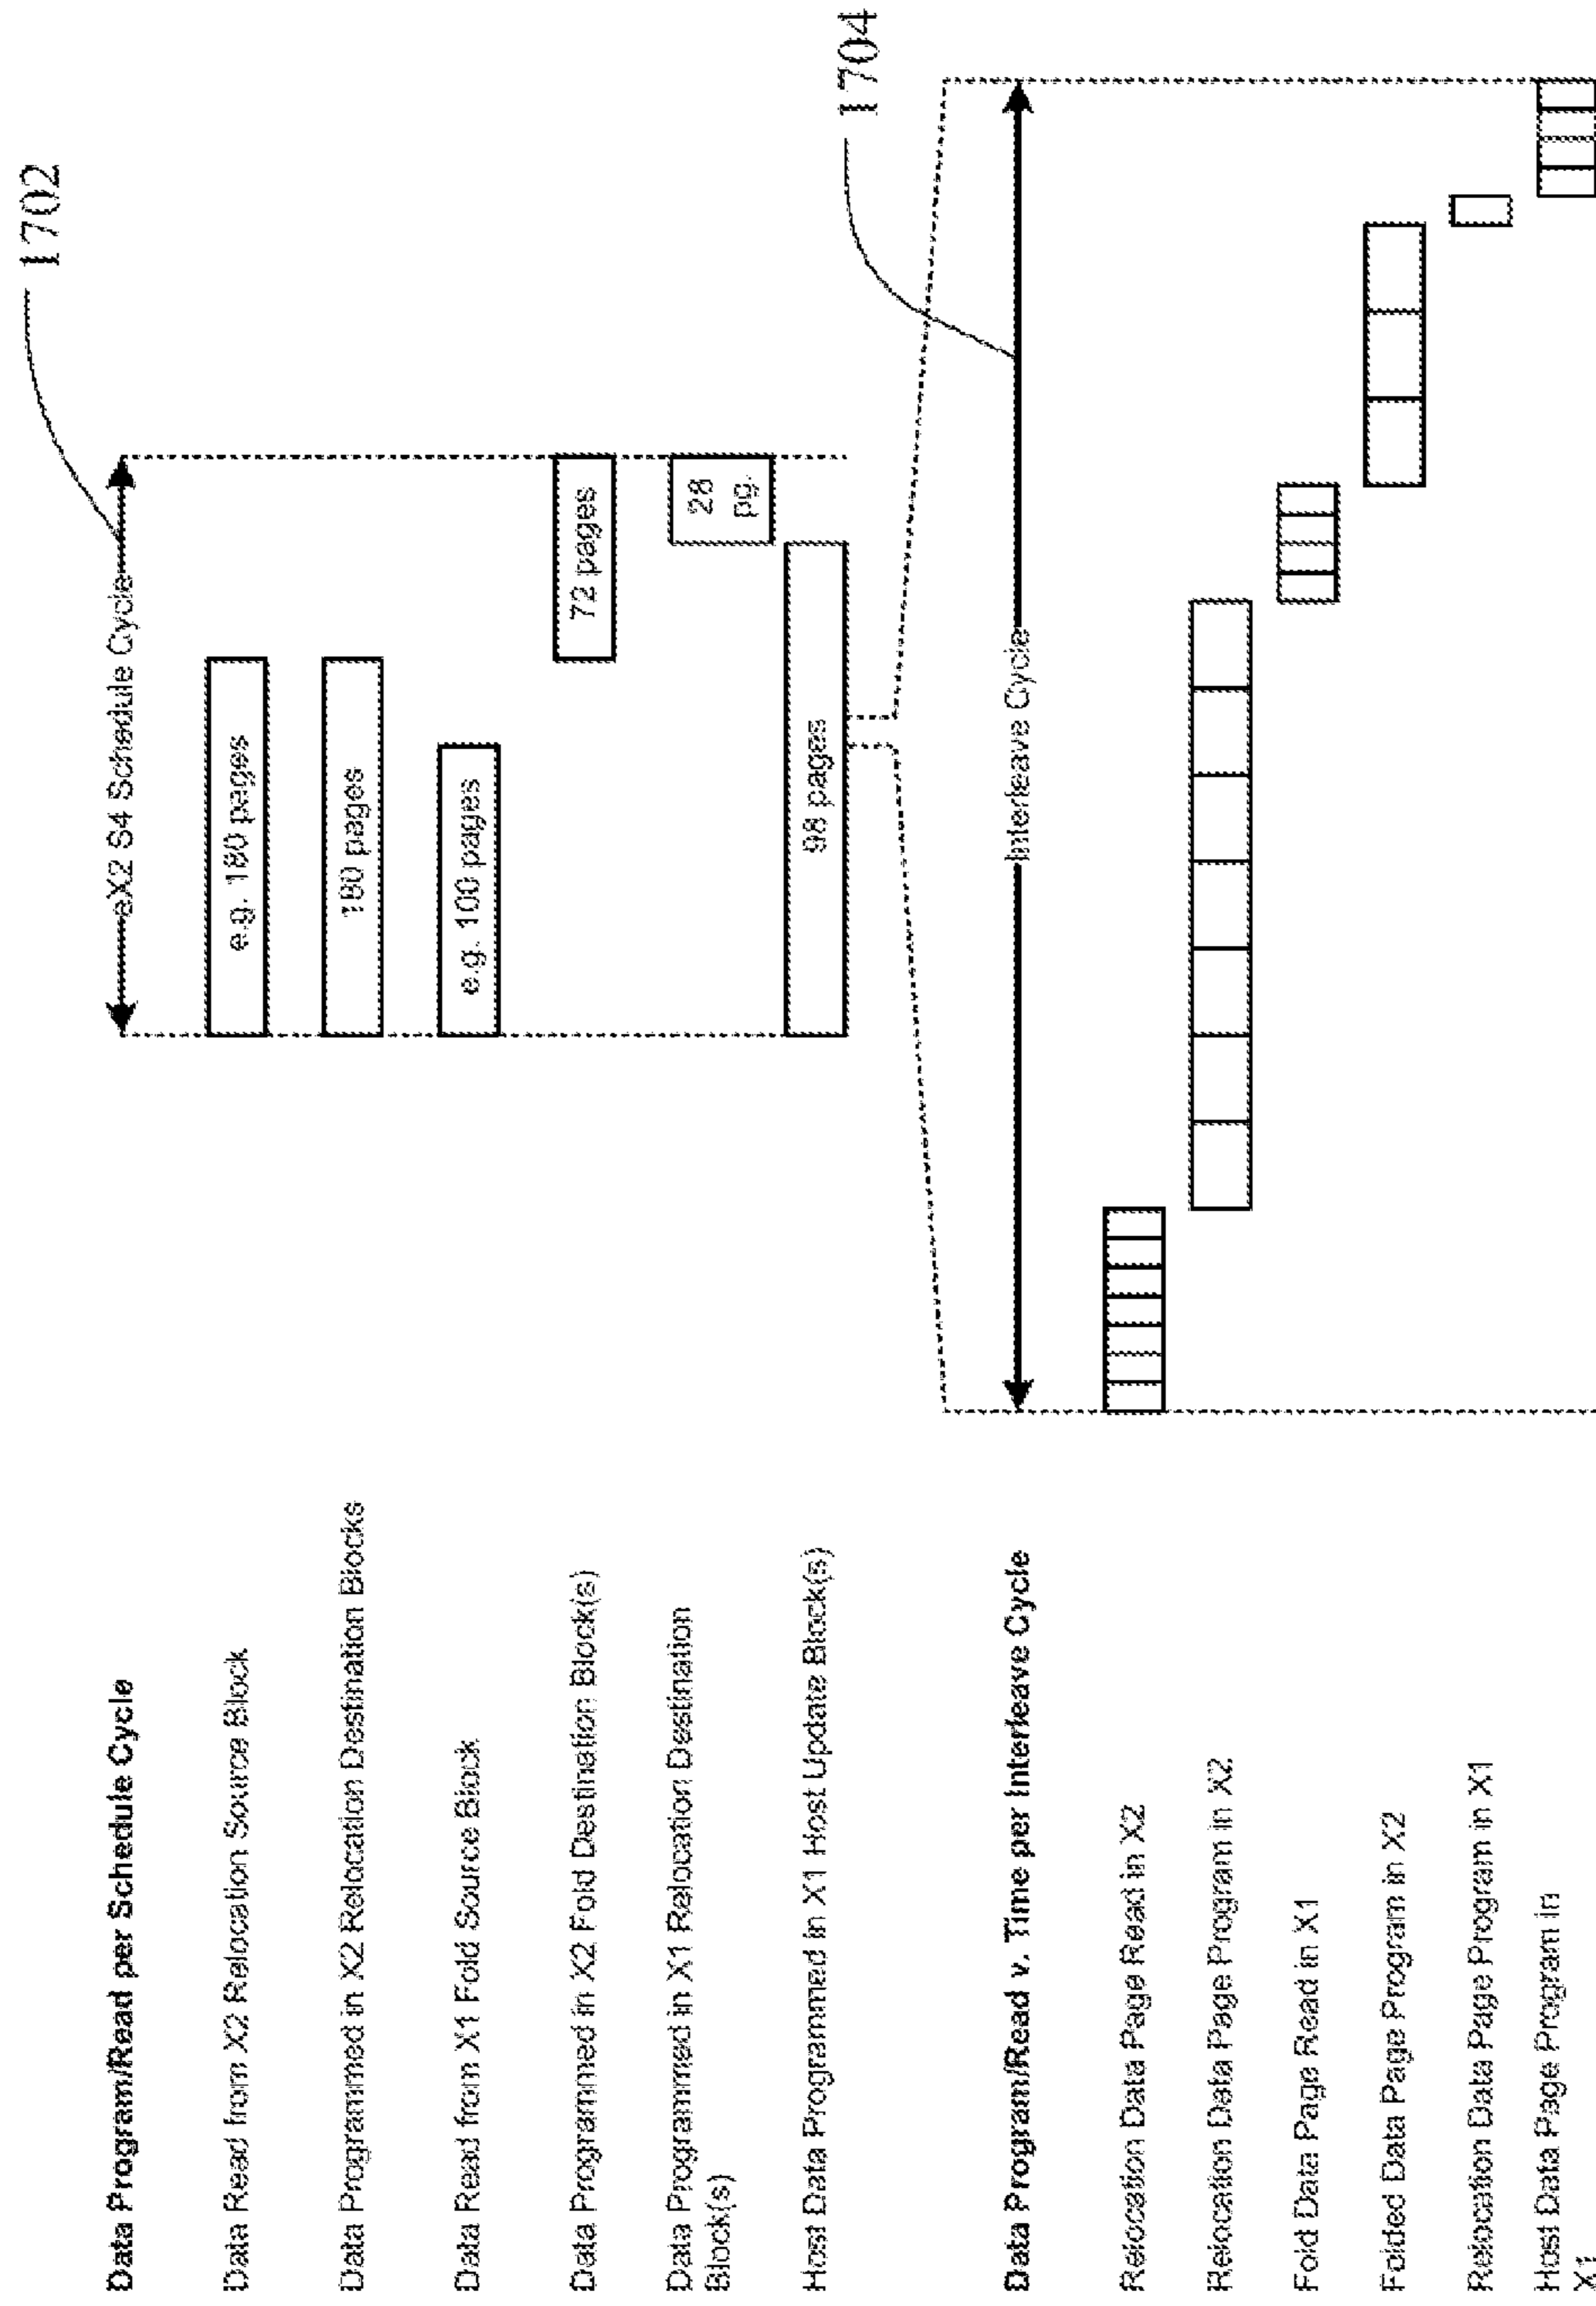 Data Program/Read per Schedule Cycle
1702
eX2 S4 Schedule Cycle
Data Read from X2 Relocation Source Block
e.g. 180 pages
Data Programmed in X2 Relocation Destination Blocks
180 pages
Data Read from X1 Fold Source Block
e.g. 100 pages
Data Programmed in X2 Fold Destination Block(s)
72 pages
Data Programmed in X1 Relocation Destination
Block(s)
28
pg.
Host Data Programmed in X1 Host Update Block(s)
98 pages
1704
Data Program/Read v. Time per Interleave Cycle
Interleave Cycle
Relocation Data Page Read in X2
Relocation Data Page Program in X2
Fold Data Page Read in X1
Folded Data Page Program in X2
Relocation Data Page Program in X1
Host Data Page Program in
X1